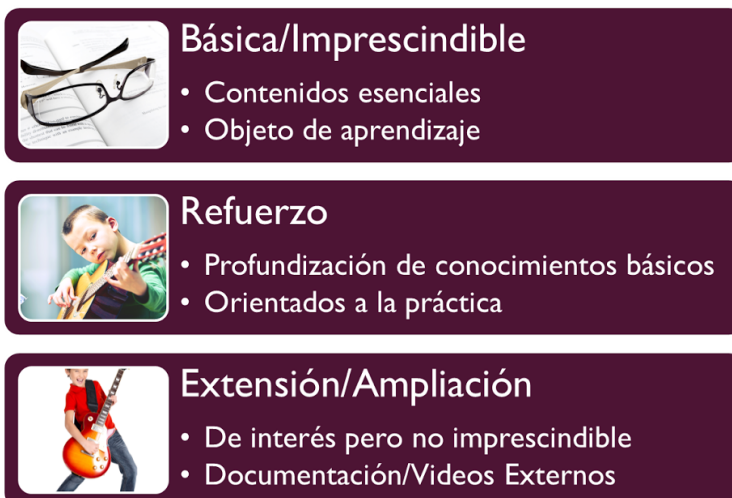 Básica/Imprescindible
• Contenidos esenciales
• Objeto de aprendizaje
Refuerzo
• Profundización de conocimientos básicos
• Orientados a la práctica
Extensión/Ampliación
• De interés pero no imprescindible
• Documentación/Videos Externos